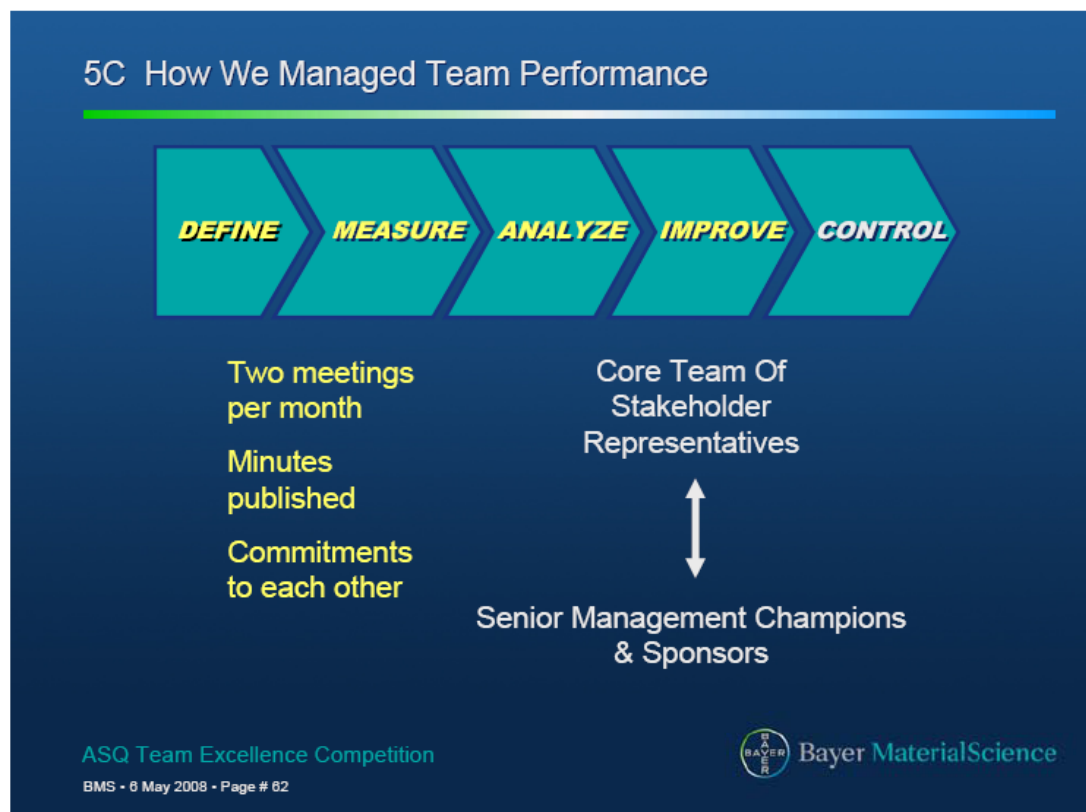 5C How We Managed Team Performance
DEFINE MEASURE ANALYZE IMPROVE CONTROL
Two meetings
per month
Minutes
published
Commitments
to each other
Core Team Of
Stakeholder
Representatives
Senior Management Champions
& Sponsors
ASQ Team Excellence Competition
BMS • 6 May 2008 • Page # 62
BAYER
BAYER
Bayer MaterialScience